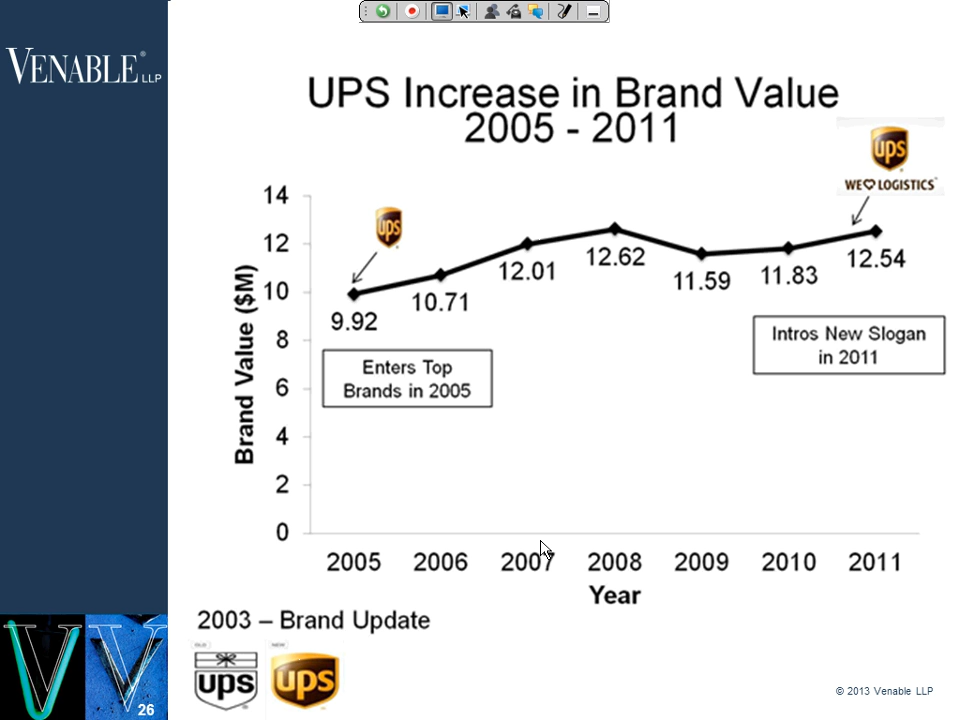 VENABLE® LLP
UPS Increase in Brand Value
2005 - 2011
ups
WE LOGISTICS™
ups
Brand Value ($M)
14
12
10
8
6
4
2
0
9.92
10.71
12.01
12.62
11.59
11.83
12.54
Enters Top
Brands in 2005
Intros New Slogan
in 2011
2005 2006 2007 2008 2009 2010 2011
Year
2003 – Brand Update
OLD NEW
ups ups
26
© 2013 Venable LLP